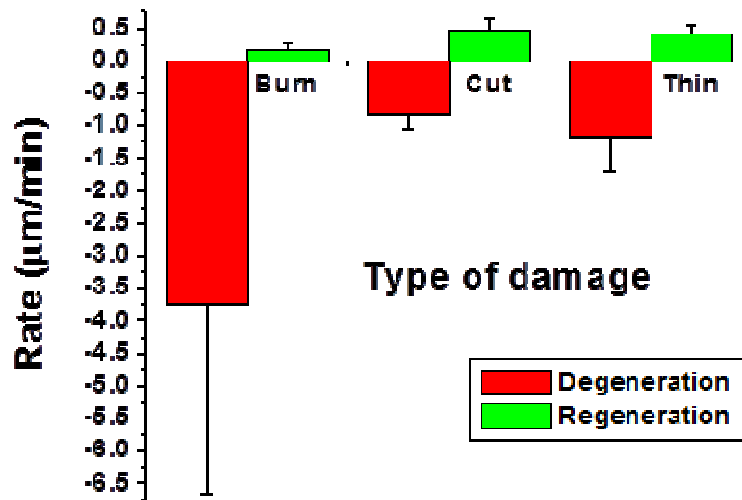 Rate (µm/min)
0.5
0.0
-0.5
-1.0
-1.5
-2.0
-2.5
-3.0
-3.5
-4.0
-4.5
-5.0
-5.5
-6.0
-6.5
Burn
Cut
Thin
Type of damage
Degeneration
Regeneration